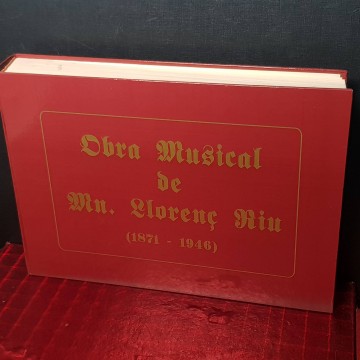 Obra Musical
de
Mn. Llorenç Riu
(1871 - 1946)